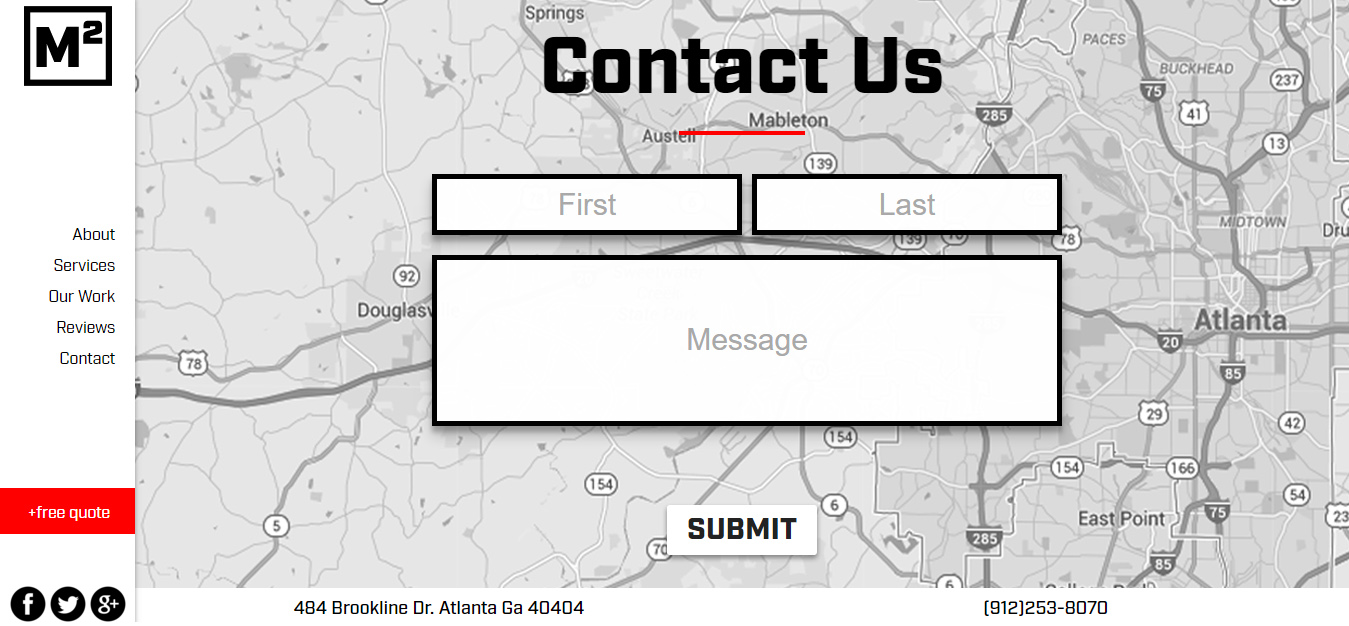 M²
About
Services
Our Work
Reviews
Contact
+free quote
f g+
Contact Us
First
Last
Message
SUBMIT
484 Brookline Dr. Atlanta Ga 40404
(912)253-8070
Springs
PACES
BUCKHEAD
237
75
41
285
Mableton
Austell
13
139
MIDTOWN
Dru
139
78
92
Douglasv
Atlanta
20
78
85
29
42
154
154
166
154
54
6
75
23
5
East Point
285
70
85
6